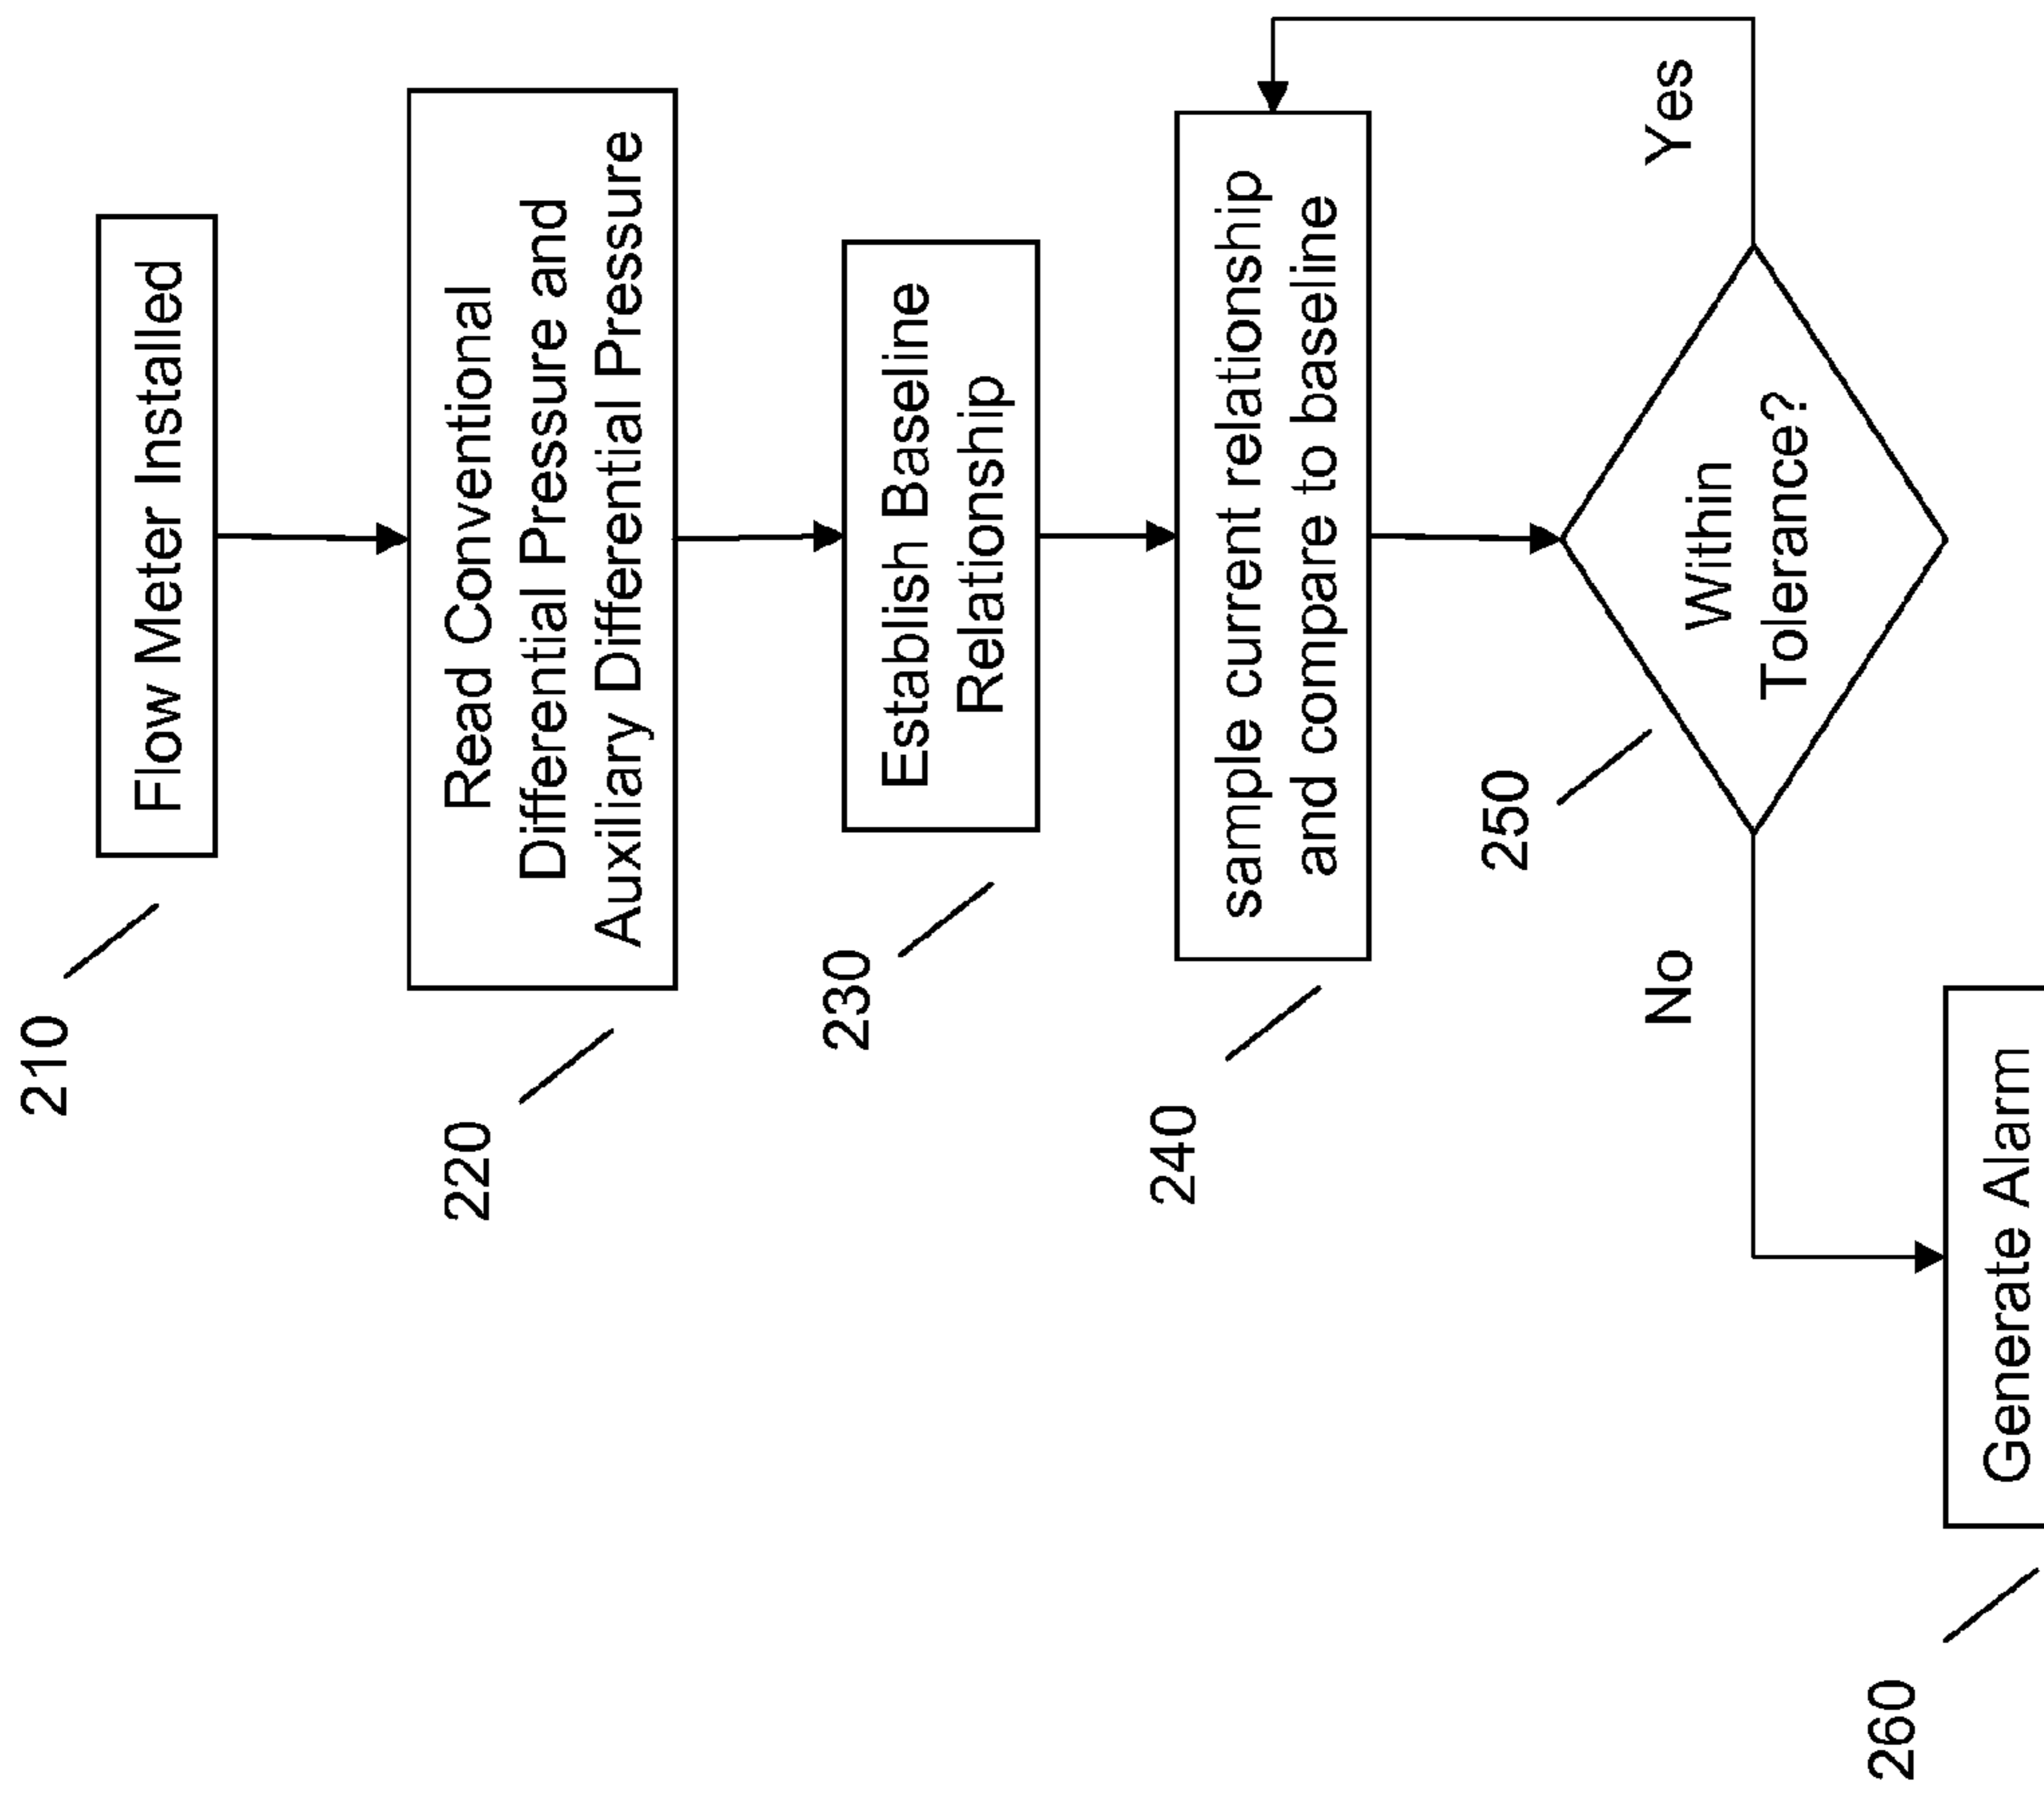 210
Flow Meter Installed
220
Read Conventional
Differential Pressure and
Auxiliary Differential Pressure
230
Establish Baseline
Relationship
240
sample current relationship
and compare to baseline
250
Within
Tolerance?
No
Yes
260
Generate Alarm